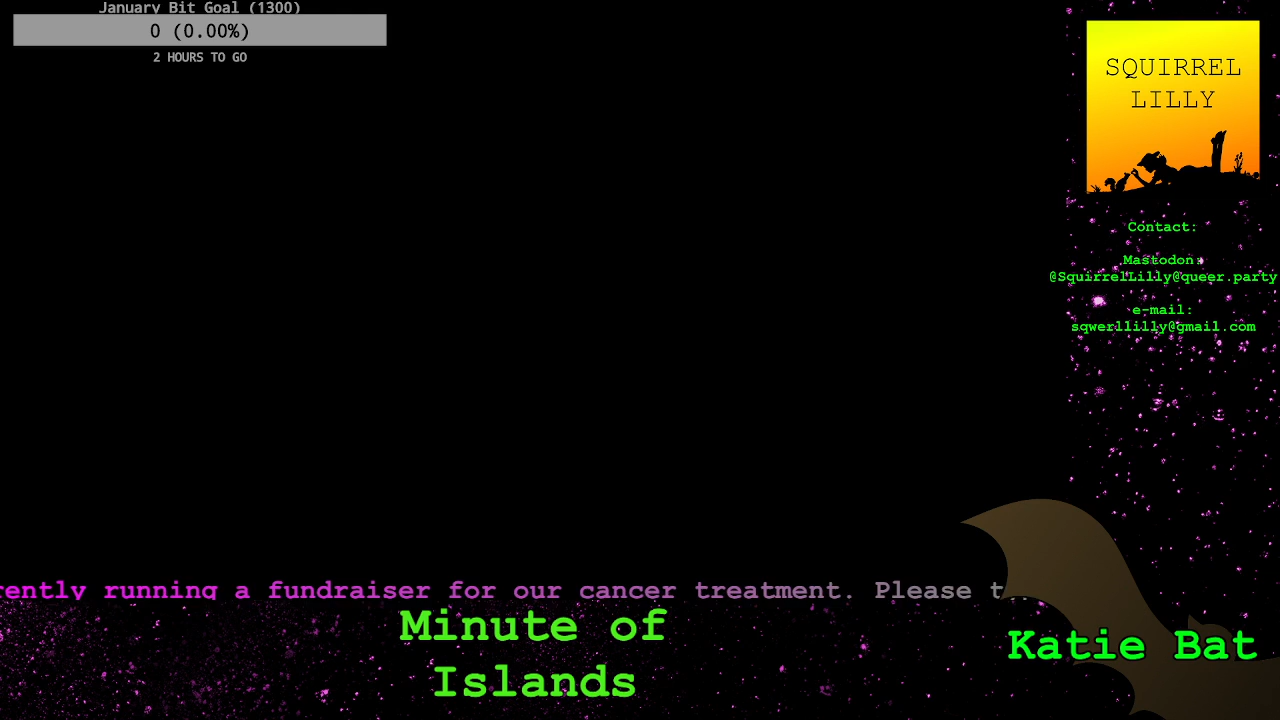 January Bit Goal (1300)
0 (0.00%)
2 HOURS TO GO
SQUIRREL
LILLY
Contact:
Mastodon:
@SquirrelLilly@queer.party
e-mail:
sqwerllilly@gmail.com
rently running a fundraiser for our cancer treatment. Please t
Minute of
Islands
Katie Bat